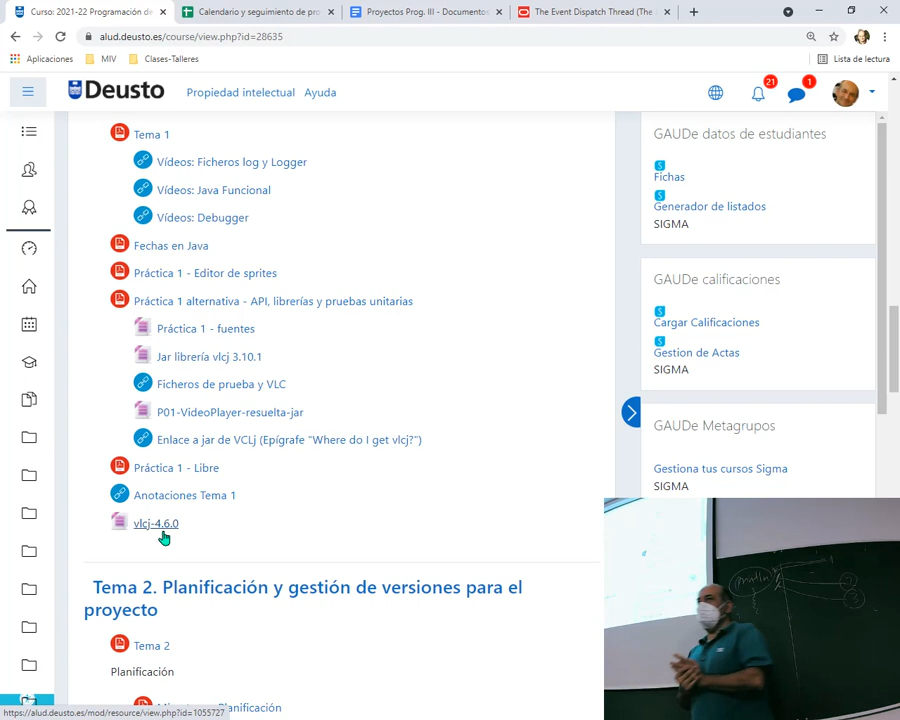 Curso: 2021-22 Programación de
Calendario y seguimiento de pro
Proyectos Prog. III - Documentos
The Event Dispatch Thread (The
alud.deusto.es/course/view.php?id=28635
Aplicaciones
MIV
Clases-Talleres
Lista de lectura
Deusto
Propiedad intelectual
Ayuda
21
1
Tema 1
Vídeos: Ficheros log y Logger
Vídeos: Java Funcional
Vídeos: Debugger
Fechas en Java
Práctica 1 - Editor de sprites
Práctica 1 alternativa - API, librerías y pruebas unitarias
Práctica 1 - fuentes
Jar librería vlcj 3.10.1
Ficheros de prueba y VLC
P01-VideoPlayer-resuelta-jar
Enlace a jar de VCLj (Epígrafe "Where do I get vlcj?")
Práctica 1 - Libre
Anotaciones Tema 1
vlcj-4.6.0
Tema 2. Planificación y gestión de versiones para el
proyecto
Tema 2
Planificación
GAUDe datos de estudiantes
S
Fichas
S
Generador de listados
SIGMA
GAUDe calificaciones
S
Cargar Calificaciones
S
Gestion de Actas
SIGMA
GAUDe Metagrupos
Gestiona tus cursos Sigma
SIGMA
https://alud.deusto.es/mod/resource/view.php?id=1055727